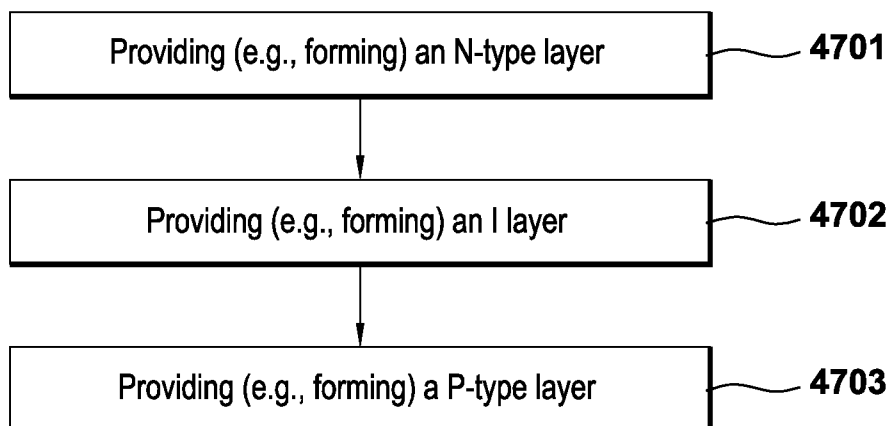 Providing (e.g., forming) an N-type layer 4701
Providing (e.g., forming) an I layer 4702
Providing (e.g., forming) a P-type layer 4703